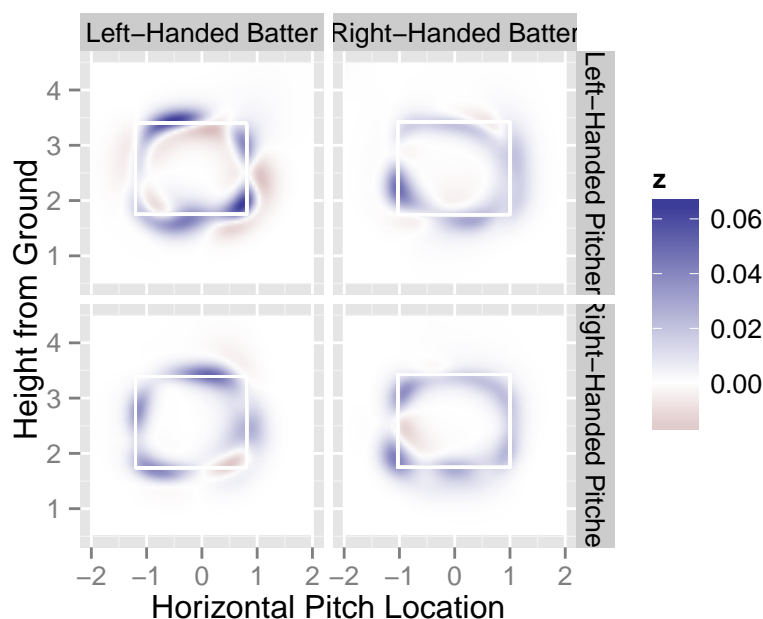 Left−Handed Batter
Right−Handed Batter
Left−Handed Pitcher
Right−Handed Pitche
Height from Ground
4
3
2
1
4
3
2
1
−2 −1 0 1 2
−2 −1 0 1 2
Horizontal Pitch Location
z
0.06
0.04
0.02
0.00